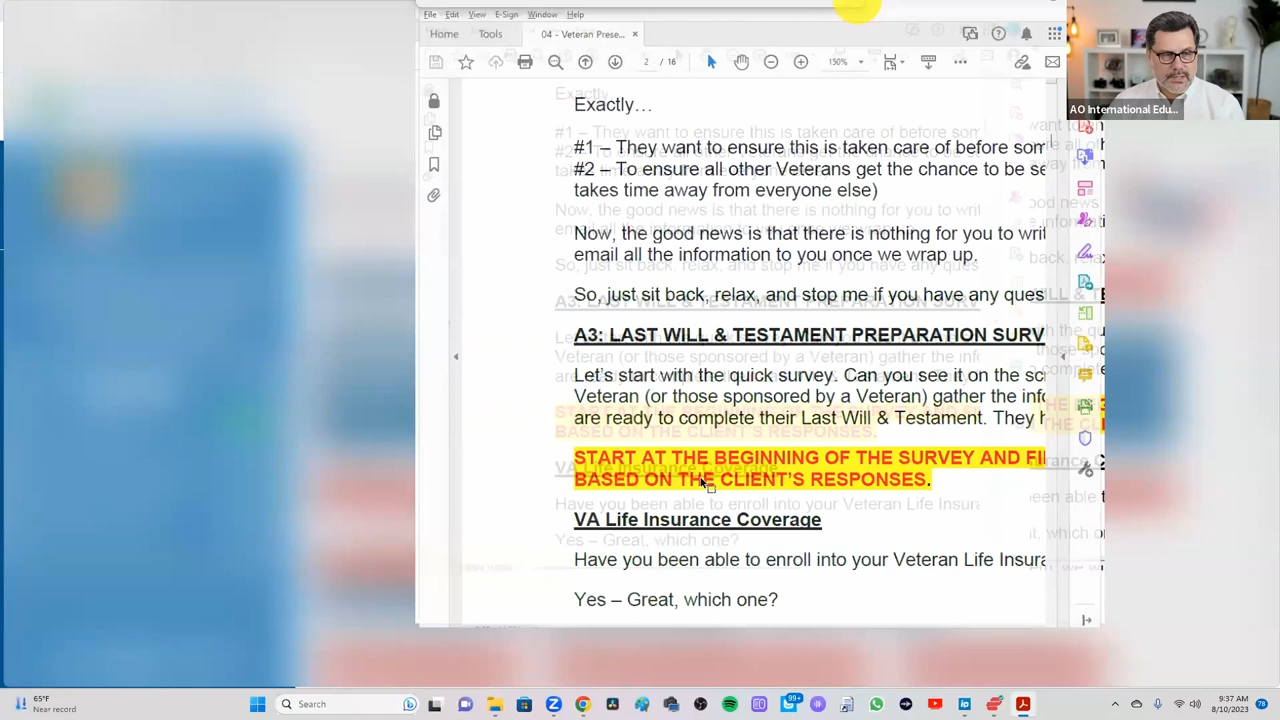 File Edit View E-Sign Window Help
Home Tools 04 - Veteran Prese... ×
2 / 16 150%
AO International Edu...
Exactly…
#1 – They want to ensure this is taken care of before som
#2 – To ensure all other Veterans get the chance to be se
takes time away from everyone else)
Now, the good news is that there is nothing for you to writ
email all the information to you once we wrap up.
So, just sit back, relax, and stop me if you have any ques
A3: LAST WILL & TESTAMENT PREPARATION SURV
Let's start with the quick survey. Can you see it on the scr
Veteran (or those sponsored by a Veteran) gather the info
are ready to complete their Last Will & Testament. They h
START AT THE BEGINNING OF THE SURVEY AND FI
BASED ON THE CLIENT'S RESPONSES.
VA Life Insurance Coverage
Have you been able to enroll into your Veteran Life Insura
Yes – Great, which one?
65°F
Near record
Search
99+
9:37 AM
8/10/2023
78